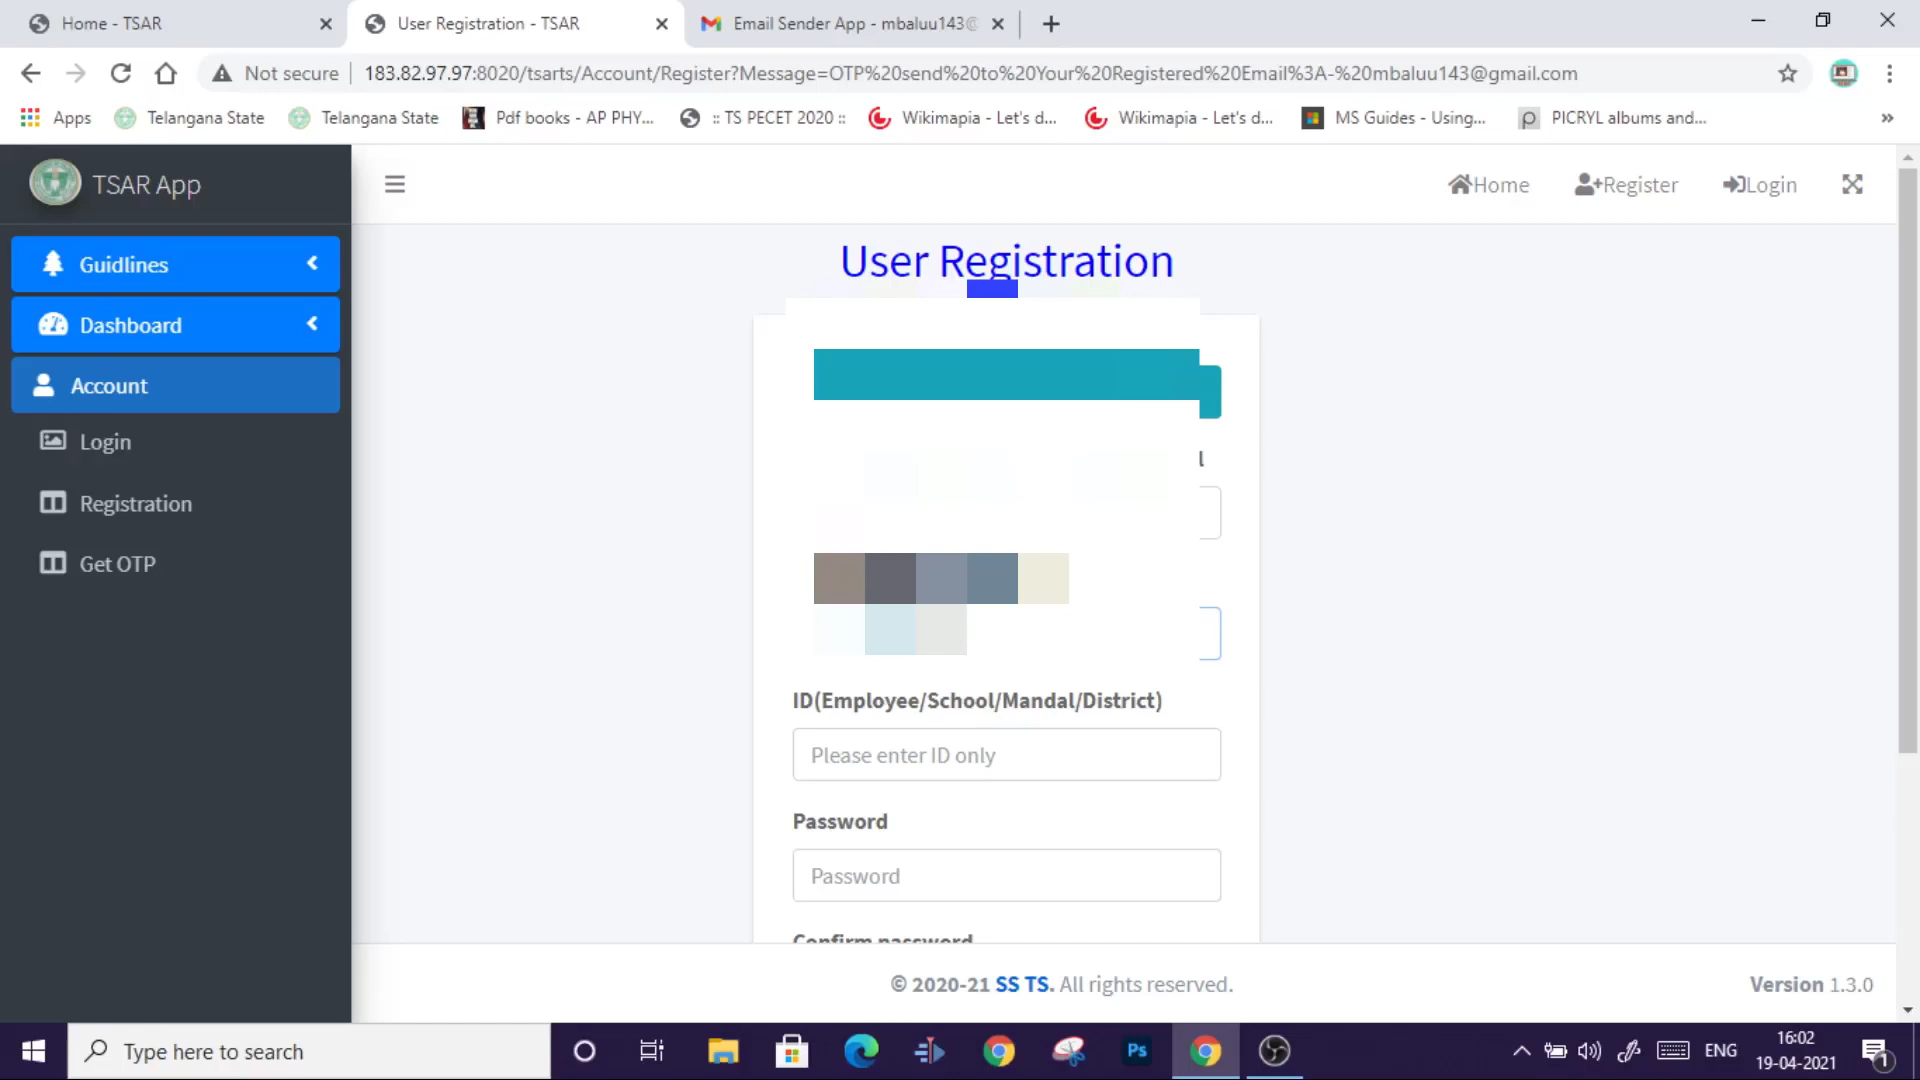 Home - TSAR
User Registration - TSAR
Email Sender App - mbaluu143@
Not secure
183.82.97.97:8020/tsarts/Account/Register?Message=OTP%20send%20to%20Your%20Registered%20Email%3A-%20mbaluu143@gmail.com
Apps
Telangana State
Telangana State
Pdf books - AP PHY...
:: TS PECET 2020 ::
Wikimapia - Let's d...
Wikimapia - Let's d...
MS Guides - Using...
PICRYL albums and...
»
TSAR App
Home
Register
Login
Guidlines
Dashboard
Account
Login
Registration
Get OTP
User Registration
ID(Employee/School/Mandal/District)
Please enter ID only
Password
Password
Confirm password
© 2020-21 SS TS. All rights reserved.
Version 1.3.0
Type here to search
Ps
ENG
16:02
19-04-2021
1